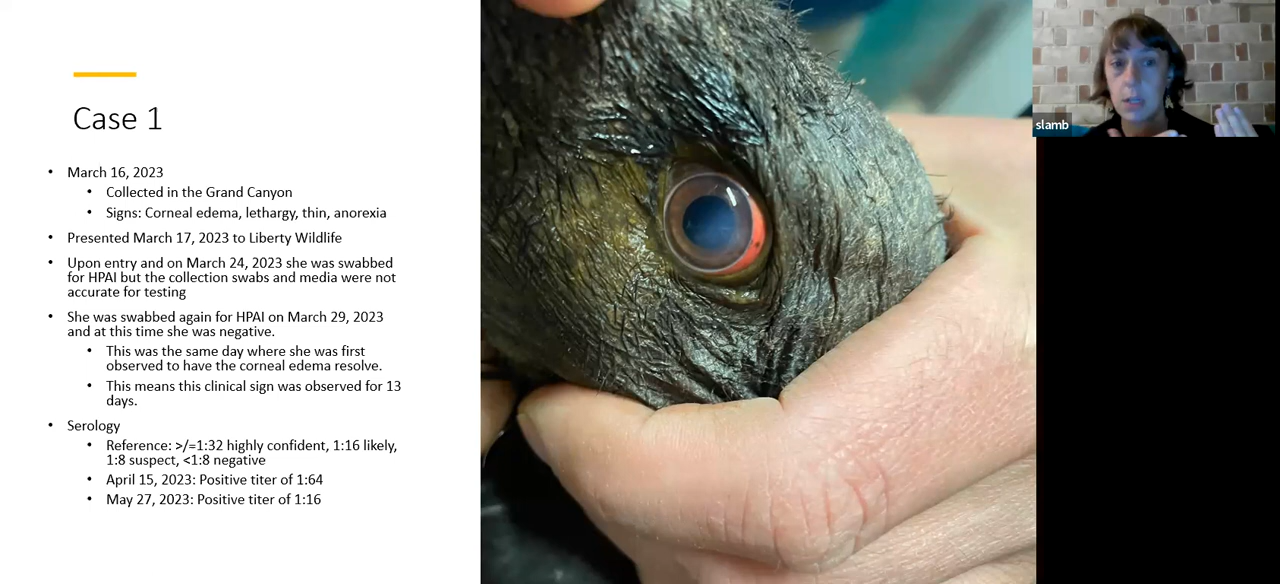 Case 1
• March 16, 2023
• Collected in the Grand Canyon
• Signs: Corneal edema, lethargy, thin, anorexia
• Presented March 17, 2023 to Liberty Wildlife
• Upon entry and on March 24, 2023 she was swabbed
for HPAI but the collection swabs and media were not
accurate for testing
• She was swabbed again for HPAI on March 29, 2023
and at this time she was negative.
• This was the same day where she was first
observed to have the corneal edema resolve.
• This means this clinical sign was observed for 13
days.
• Serology
• Reference: >/=1:32 highly confident, 1:16 likely,
1:8 suspect, <1:8 negative
• April 15, 2023: Positive titer of 1:64
• May 27, 2023: Positive titer of 1:16
slamb